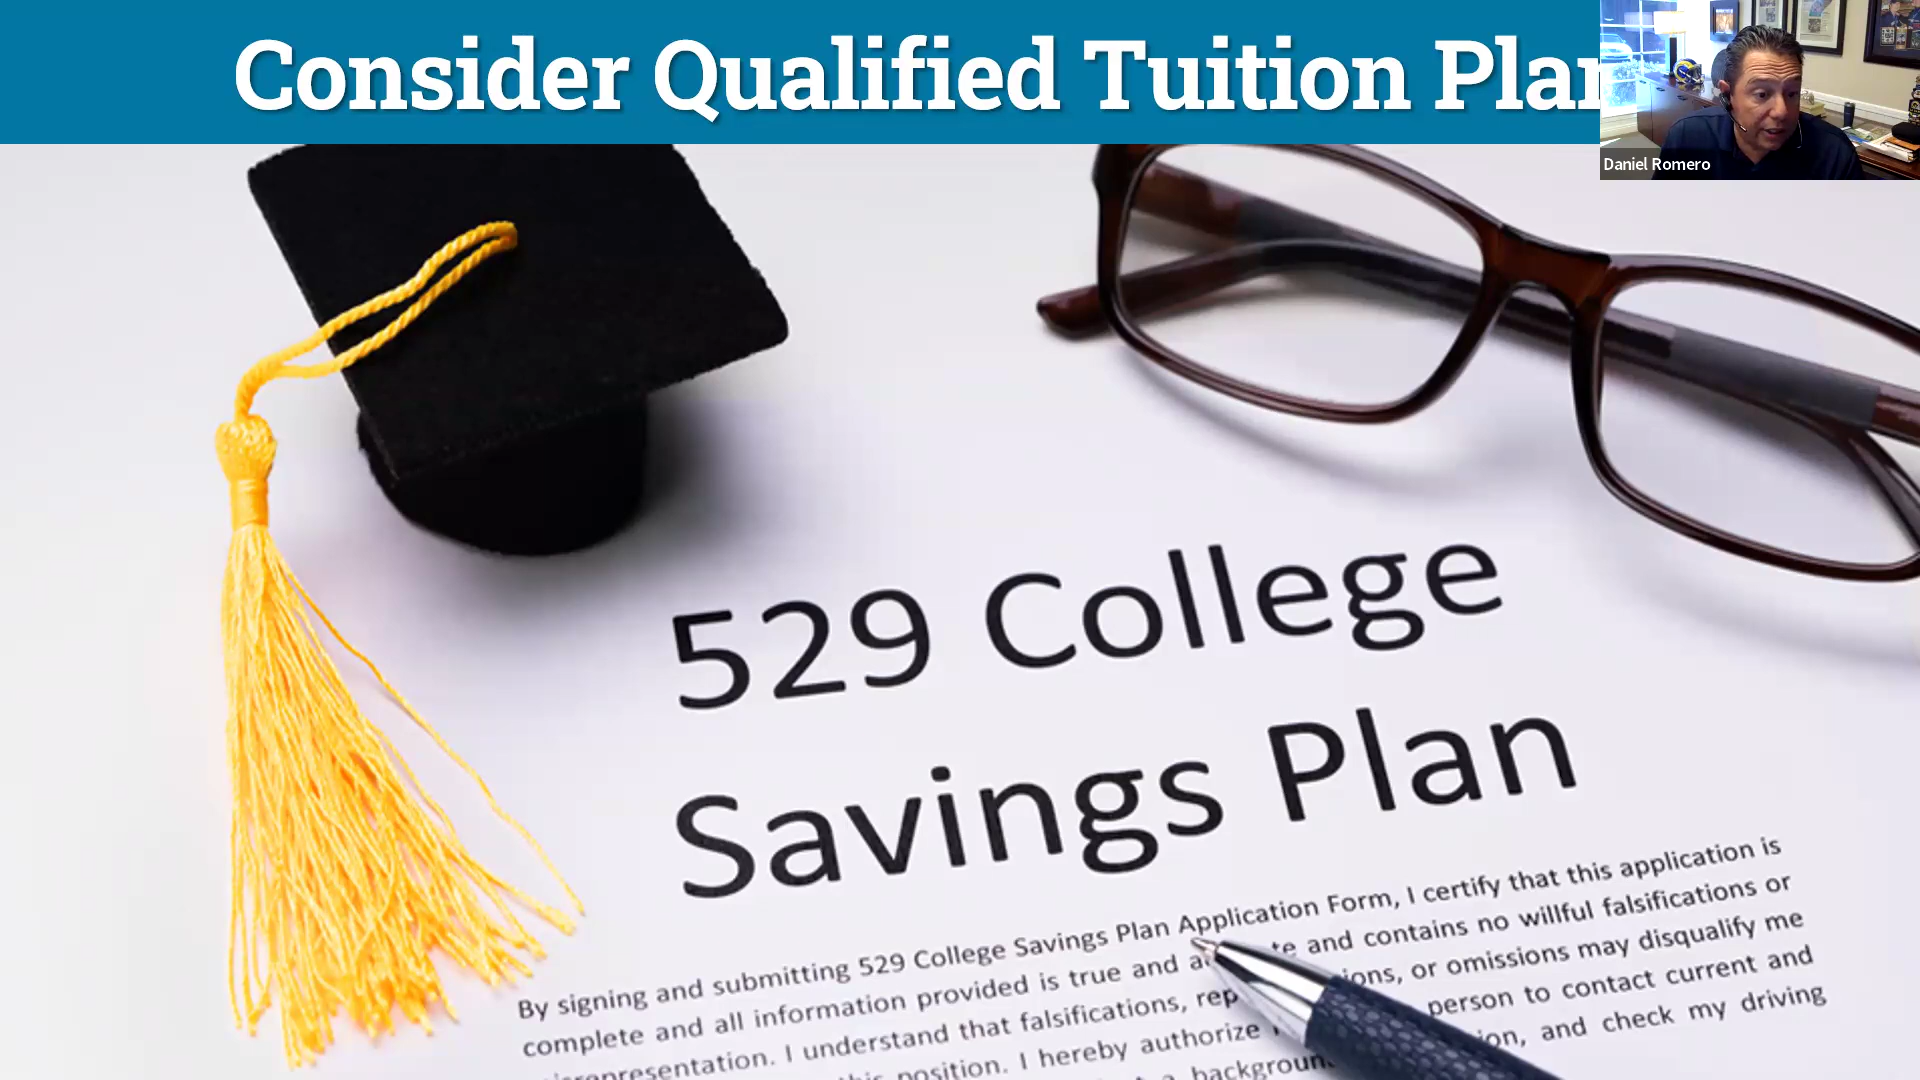 Consider Qualified Tuition Plan
Daniel Romero
529 College
Savings Plan
By signing and submitting 529 College Savings Plan Application Form, I certify that this application is
complete and all information provided is true and and contains no willful falsifications or
I understand that falsifications, or omissions may disqualify me
position. I hereby authorize person to contact current and
a background and check my driving